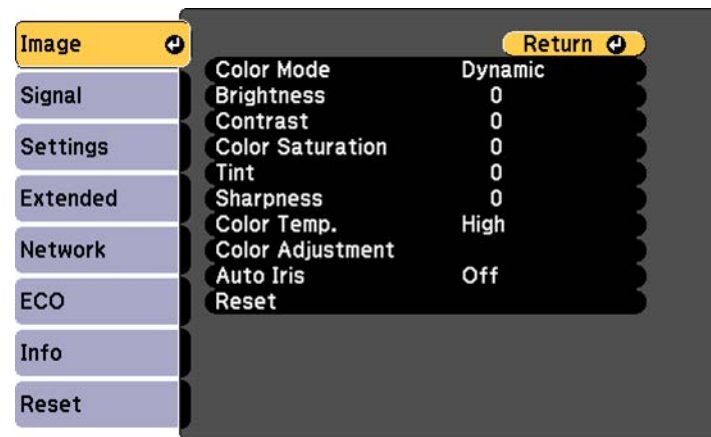 Image
Signal
Settings
Extended
Network
ECO
Info
Reset
Return
Color Mode Dynamic
Brightness 0
Contrast 0
Color Saturation 0
Tint 0
Sharpness 0
Color Temp. High
Color Adjustment
Auto Iris Off
Reset